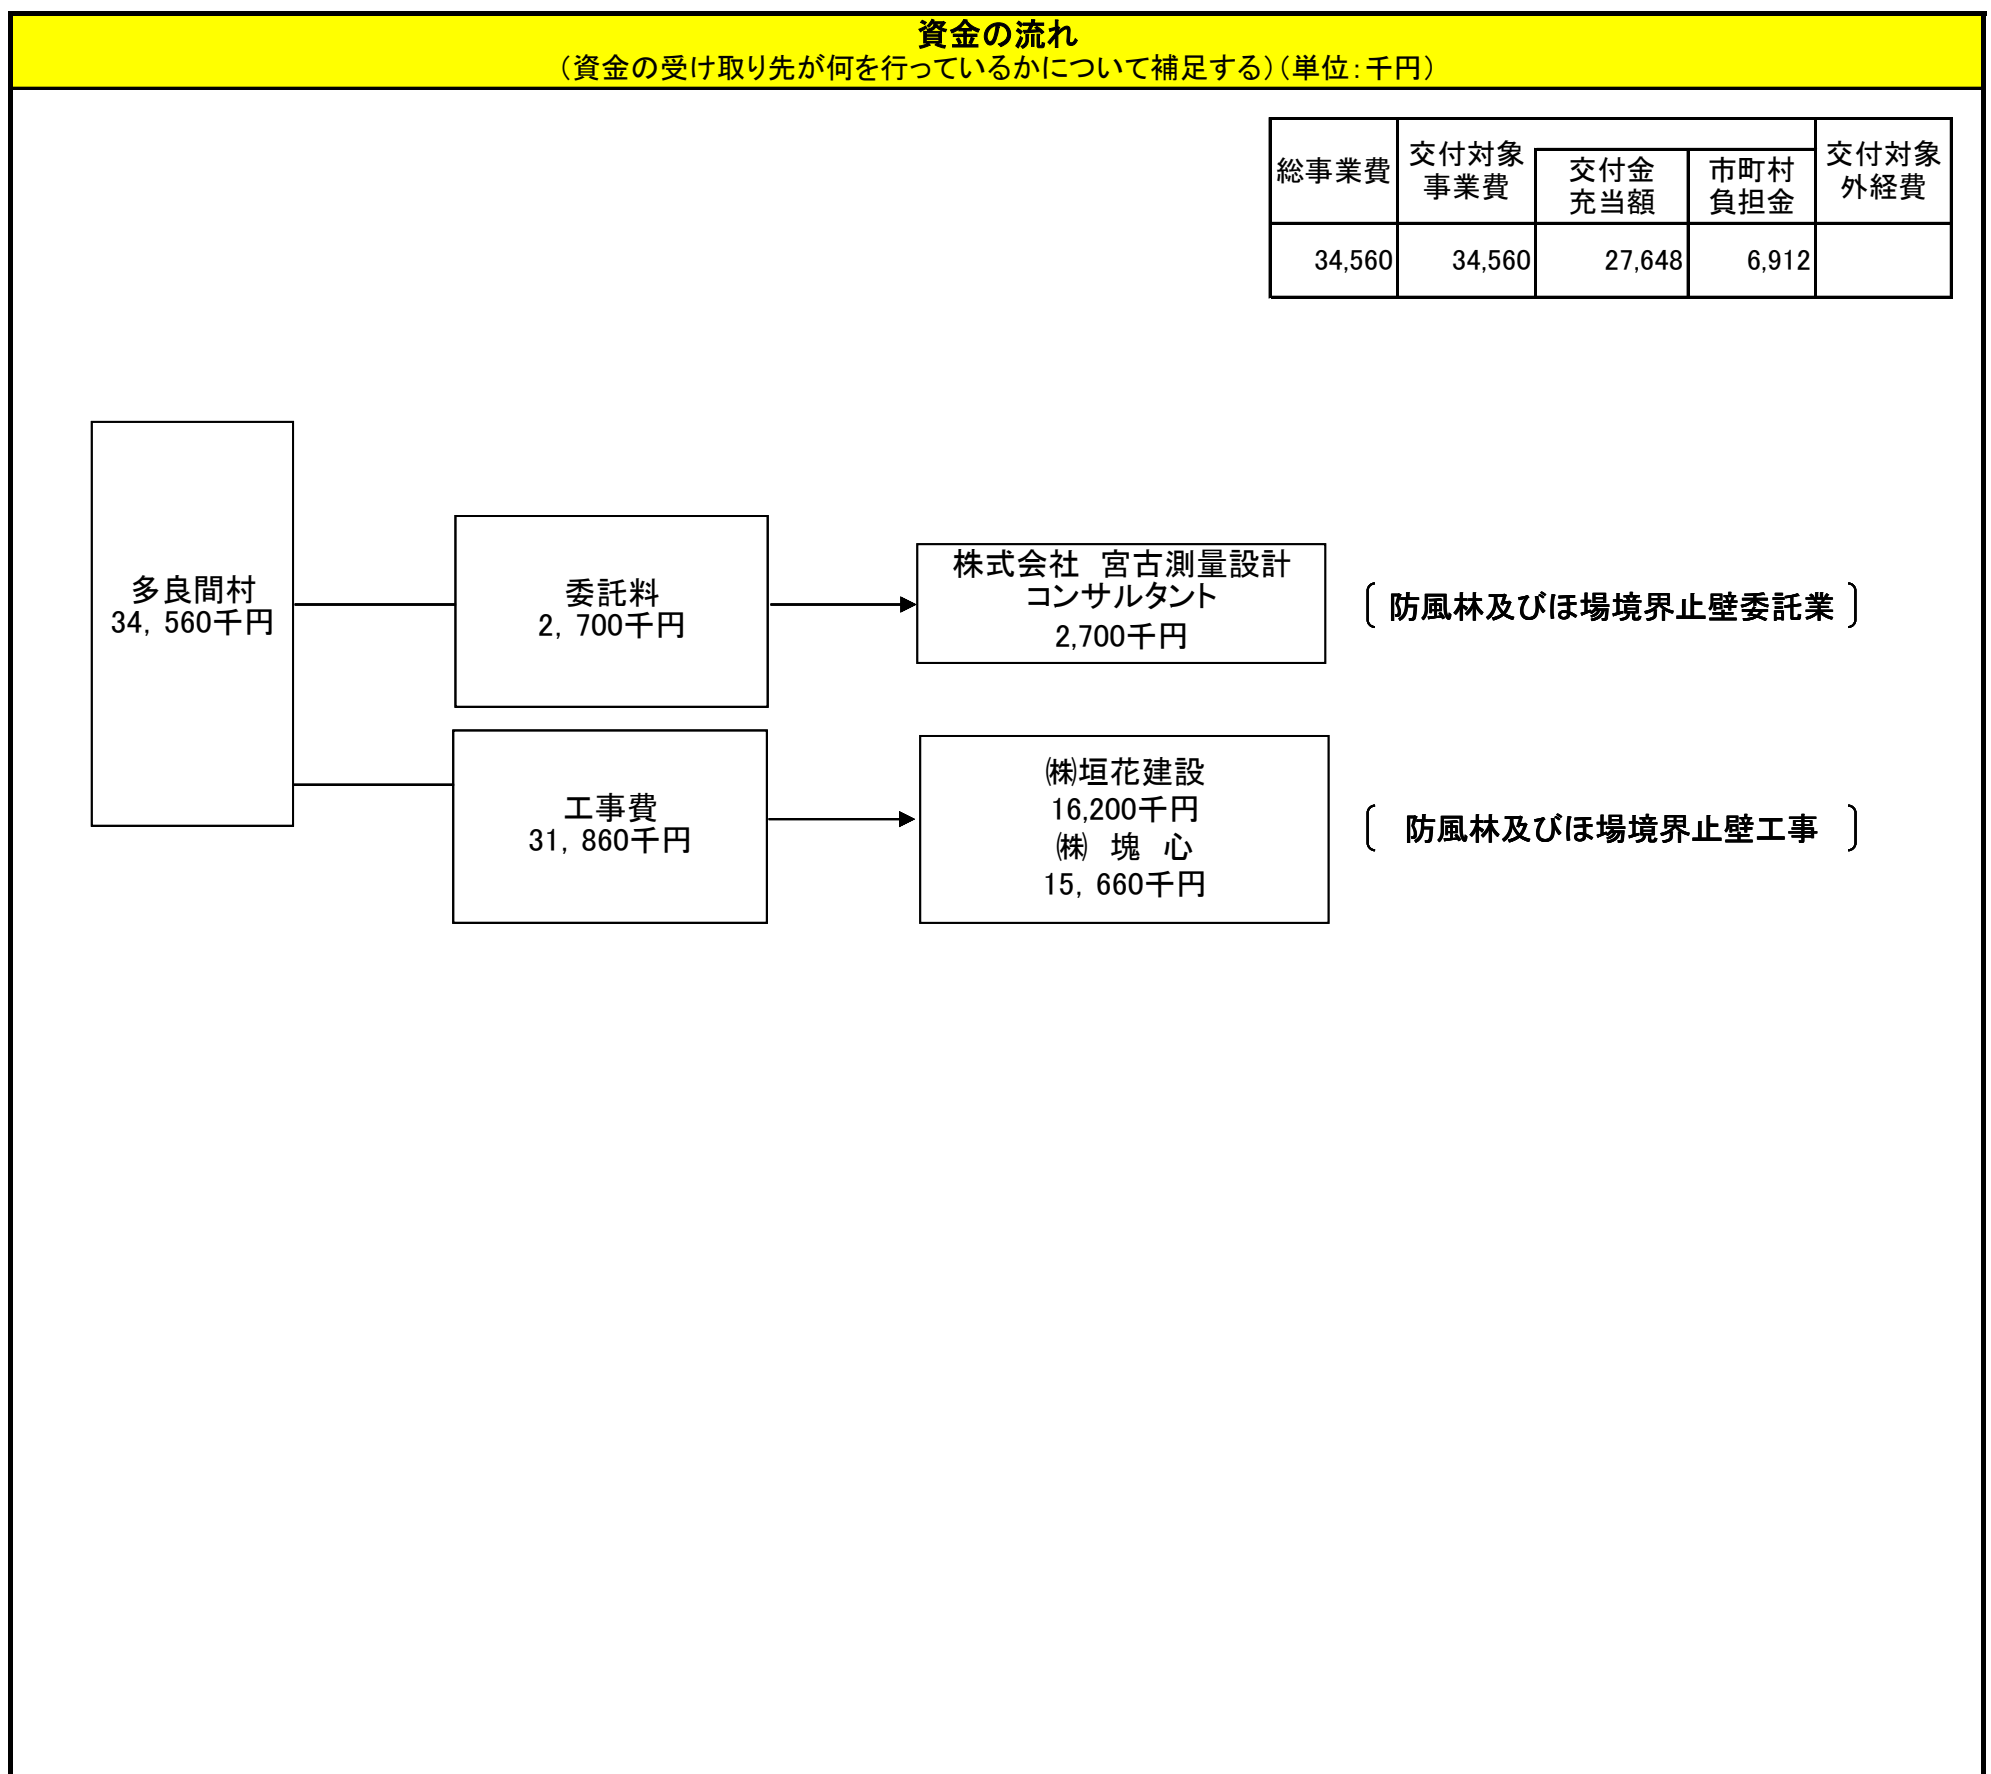 資金の流れ
（資金の受け取り先が何を行っているかについて補足する）（単位：千円）
総事業費
交付対象
事業費
交付金
充当額
市町村
負担金
交付対象
外経費
34,560
34,560
27,648
6,912
多良間村
34，560千円
委託料
2，700千円
株式会社　宮古測量設計
コンサルタント
2,700千円
防風林及びほ場境界止壁委託業
工事費
31，860千円
㈱垣花建設
16,200千円
㈱　塊　心
15，660千円
防風林及びほ場境界止壁工事